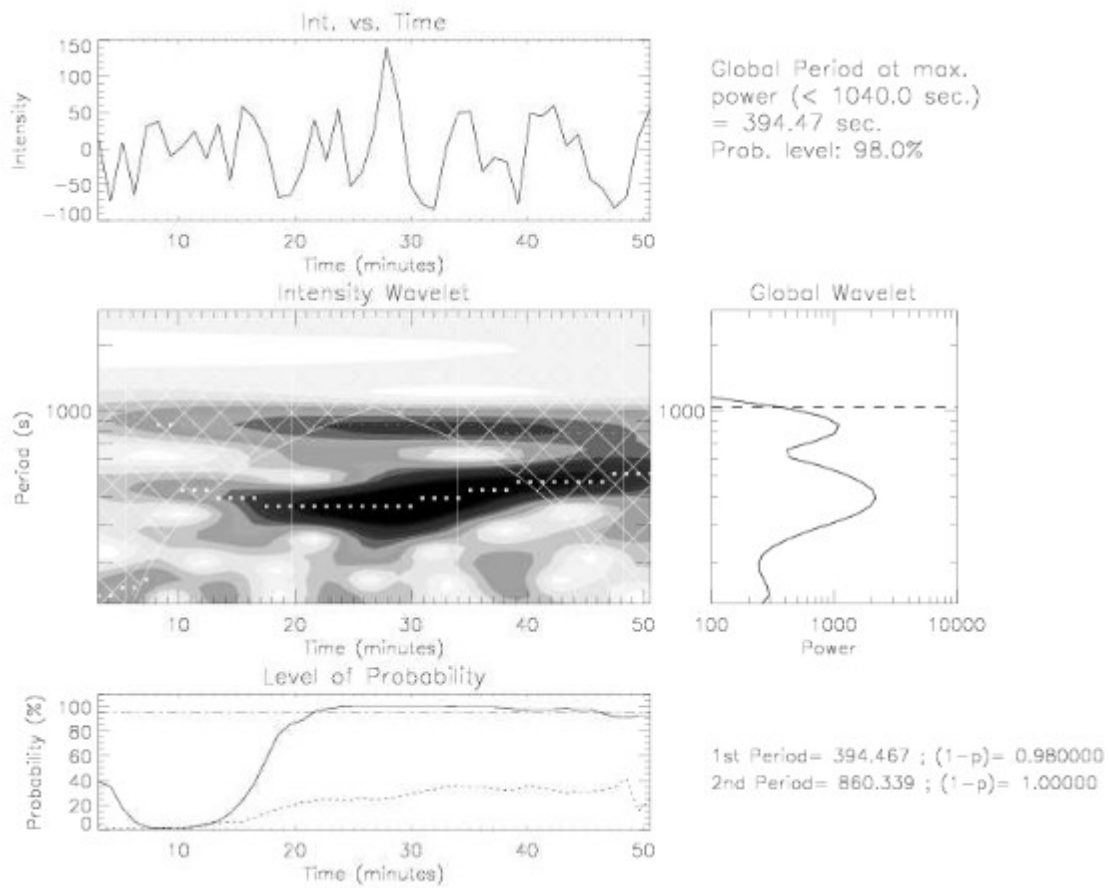 Int. vs. Time
150
100
50
0
-50
-100
Intensity
10 20 30 40 50
Time (minutes)
Global Period at max.
power (< 1040.0 sec.)
= 394.47 sec.
Prob. level: 98.0%
Intensity Wavelet
1000
Period (s)
10 20 30 40 50
Time (minutes)
Global Wavelet
1000
100 1000 10000
Power
Level of Probability
100
80
60
40
20
0
Probability (%)
10 20 30 40 50
Time (minutes)
1st Period= 394.467 ; (1-p)= 0.980000
2nd Period= 860.339 ; (1-p)= 1.00000